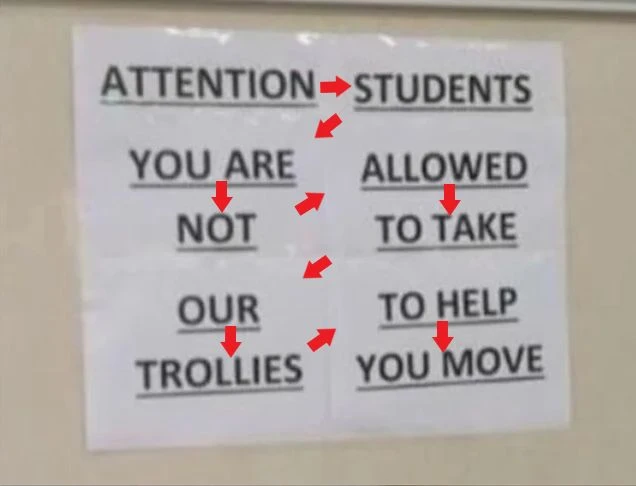 ATTENTION STUDENTS
YOU ARE
NOT
ALLOWED
TO TAKE
OUR
TROLLIES
TO HELP
YOU MOVE